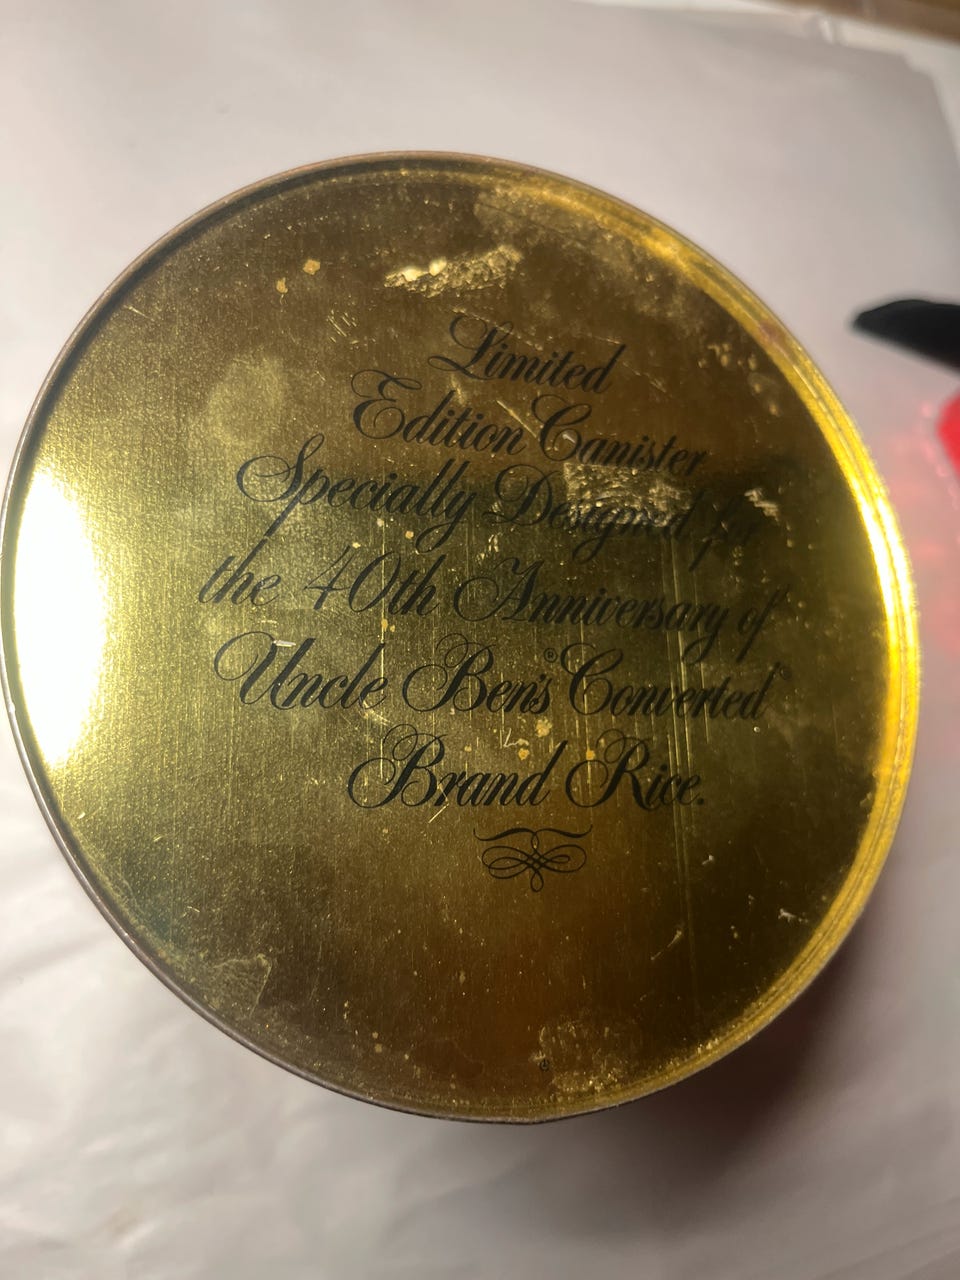 Limited
Edition Canister
Specially Designed for
the 40th Anniversary of
Uncle Ben's® Converted®
Brand Rice.